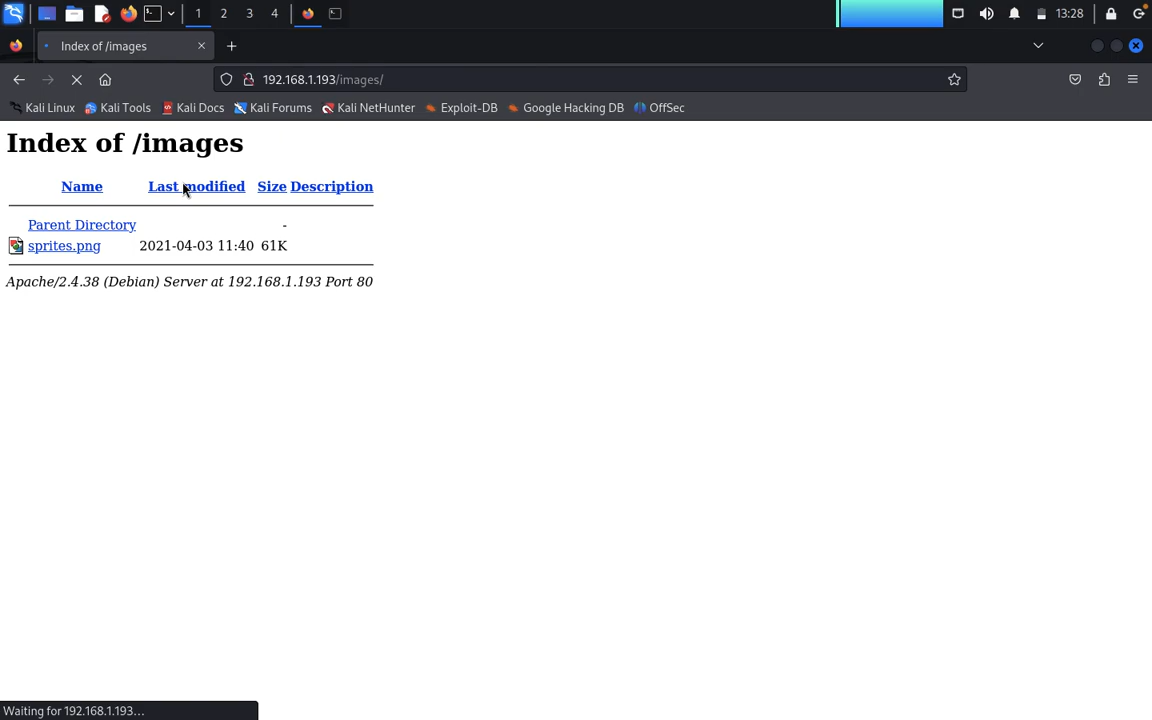 1 2 3 4 13:28
Index of /images
192.168.1.193/images/
Kali Linux Kali Tools Kali Docs Kali Forums Kali NetHunter Exploit-DB Google Hacking DB OffSec
Index of /images
Name Last modified Size Description
Parent Directory -
sprites.png 2021-04-03 11:40 61K
Apache/2.4.38 (Debian) Server at 192.168.1.193 Port 80
Waiting for 192.168.1.193…